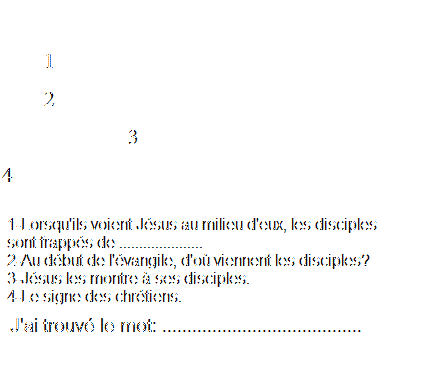 1
2
3
4
1-Lorsqu'ils voient Jésus au milieu d'eux, les disciples
sont frappés de .....................
2-Au début de l'évangile, d'où viennent les disciples?
3-Jésus les montre à ses disciples.
4-Le signe des chrétiens.
J'ai trouvé le mot: ........................................